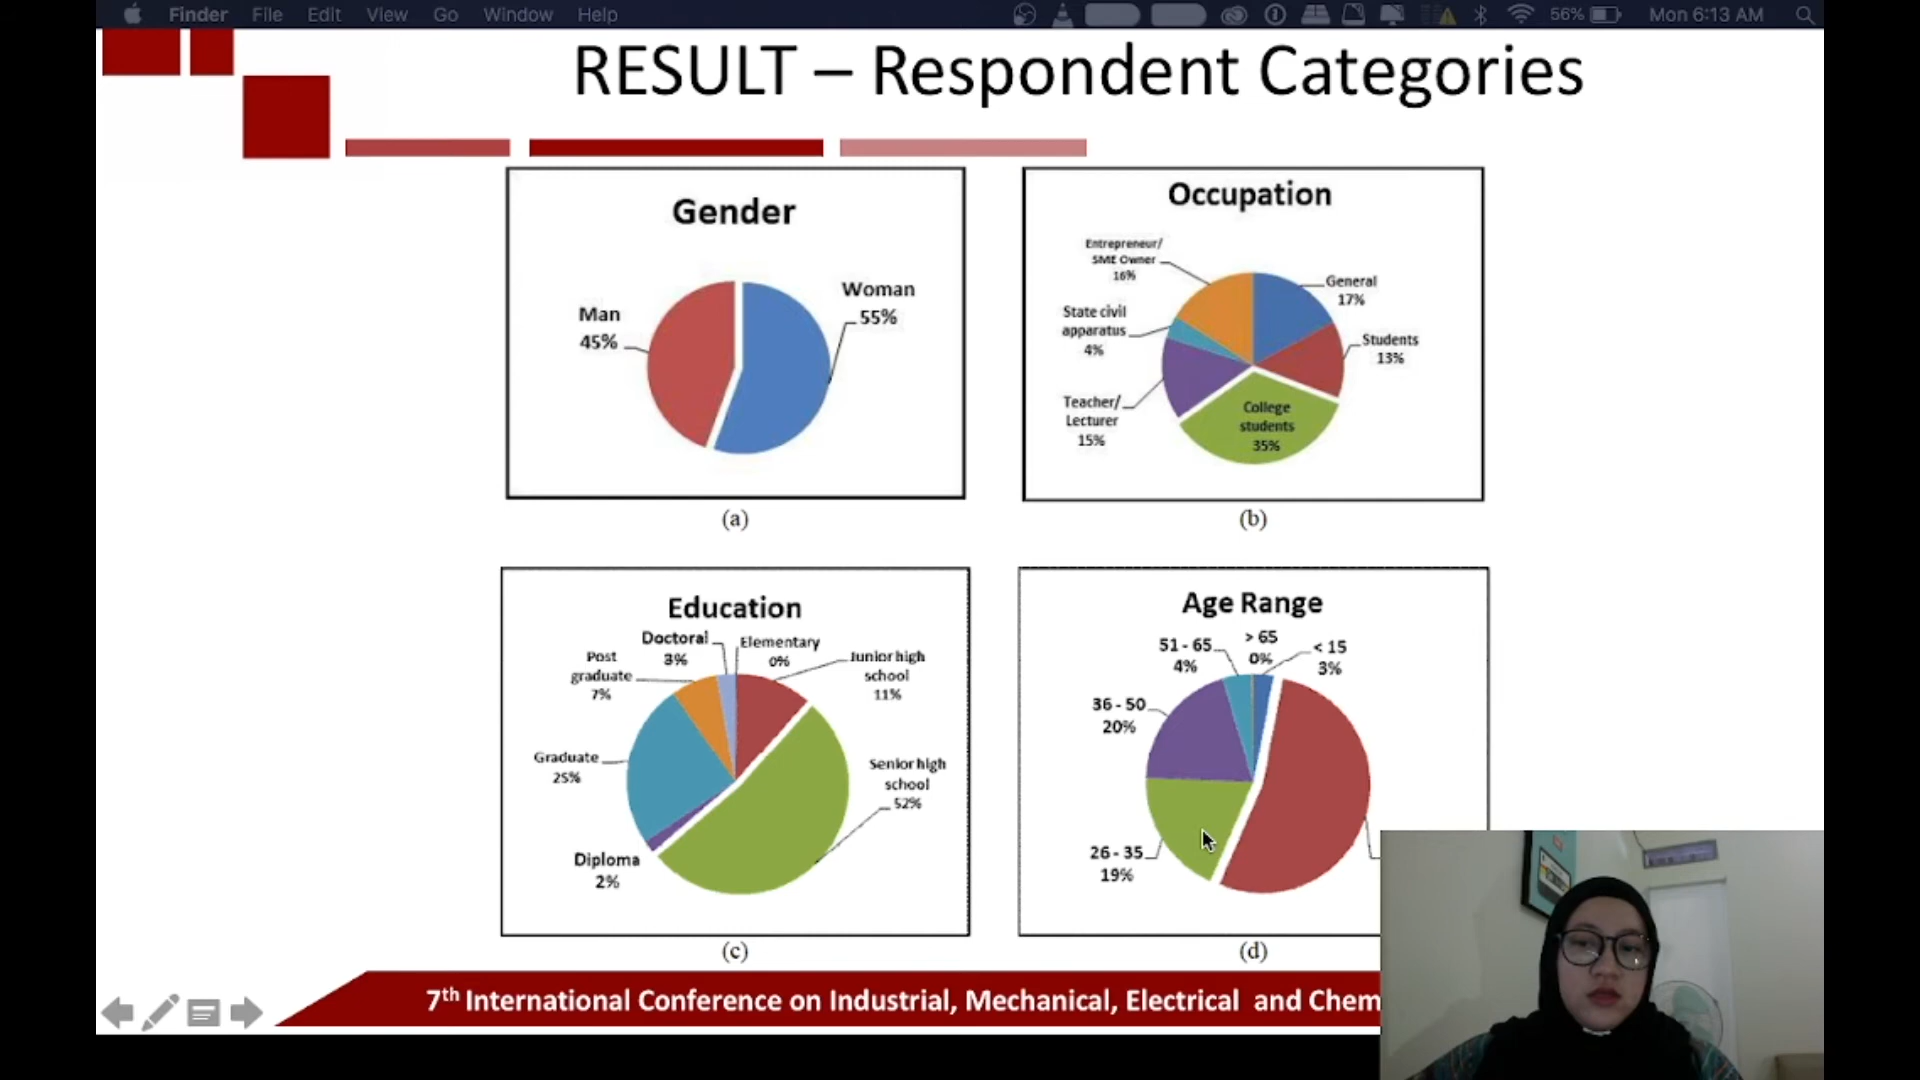 Finder File Edit View Go Window Help
56%
Mon 6:13 AM
RESULT – Respondent Categories
Gender
Man
45%
Woman
55%
(a)
Occupation
Entrepreneur/
SME Owner
16%
General
17%
State civil
apparatus
4%
Students
13%
Teacher/
Lecturer
15%
College
students
35%
(b)
Education
Doctoral
3%
Elementary
0%
Post
graduate
7%
Junior high
school
11%
Graduate
25%
Senior high
school
52%
Diploma
2%
(c)
Age Range
51 - 65
4%
> 65
0%
< 15
3%
36 - 50
20%
26 - 35
19%
(d)
7th International Conference on Industrial, Mechanical, Electrical and Chem